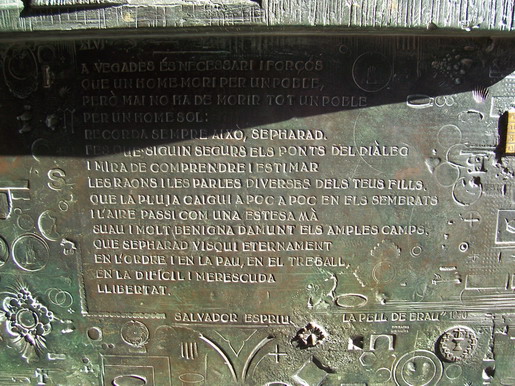 XLVI
A VEGADES ÉS NECESSARI I FORÇÓS
QUE UN HOME MORI PER UN POBLE,
PERÒ MAI NO HA DE MORIR TOT UN POBLE
PER UN HOME SOL:
RECORDA SEMPRE AIXÒ, SEPHARAD.
FES QUE SIGUIN SEGURS ELS PONTS DEL DIÀLEG
I MIRA DE COMPRENDRE I ESTIMAR
LES RAONS I LES PARLES DIVERSES DELS TEUS FILLS.
QUE LA PLUJA CAIGUI A POC A POC EN ELS SEMBRATS
I L'AIRE PASSI COM UNA ESTESA MÀ
SUAU I MOLT BENIGNA DAMUNT ELS AMPLES CAMPS.
QUE SEPHARAD VISQUI ETERNAMENT
EN L'ORDRE I EN LA PAU, EN EL TREBALL,
EN LA DIFÍCIL I MERESCUDA
LLIBERTAT.
SALVADOR ESPRIU "LA PELL DE BRAU"